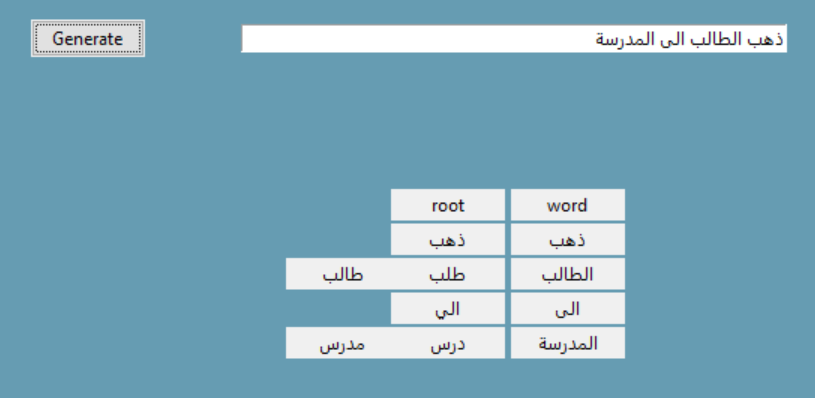 Generate
ذهب الطالب الى المدرسة
word root
ذهب ذهب
الطالب طلب طالب
الى الي
المدرسة درس مدرس